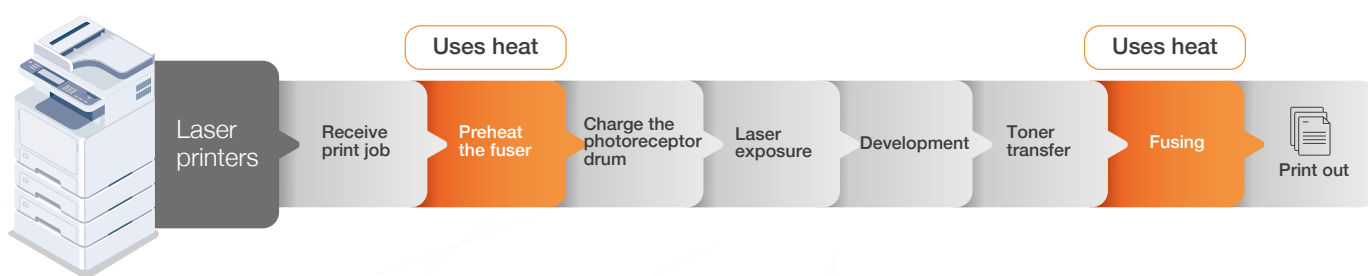 Uses heat
Uses heat
Laser
printers
Receive
print job
Preheat
the fuser
Charge the
photoreceptor
drum
Laser
exposure
Development
Toner
transfer
Fusing
Print out